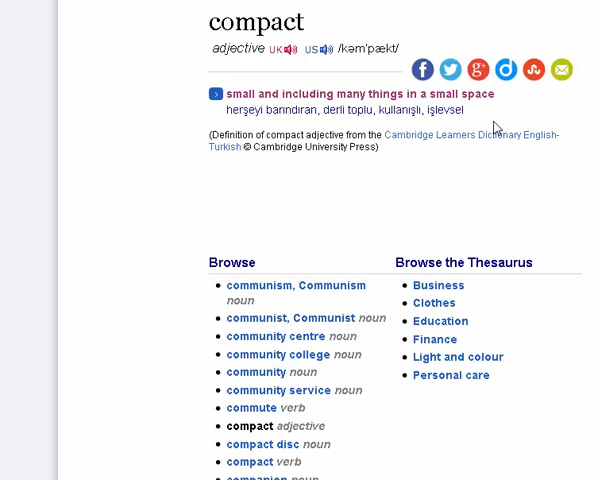 compact
adjective UK US /kəmˈpækt/
small and including many things in a small space
herşeyi barındıran, derli toplu, kullanışlı, işlevsel
(Definition of compact adjective from the Cambridge Learners Dictionary English-
Turkish © Cambridge University Press)
Browse
communism, Communism
noun
communist, Communist noun
community centre noun
community college noun
community noun
community service noun
commute verb
compact adjective
compact disc noun
compact verb
companion noun
Browse the Thesaurus
Business
Clothes
Education
Finance
Light and colour
Personal care